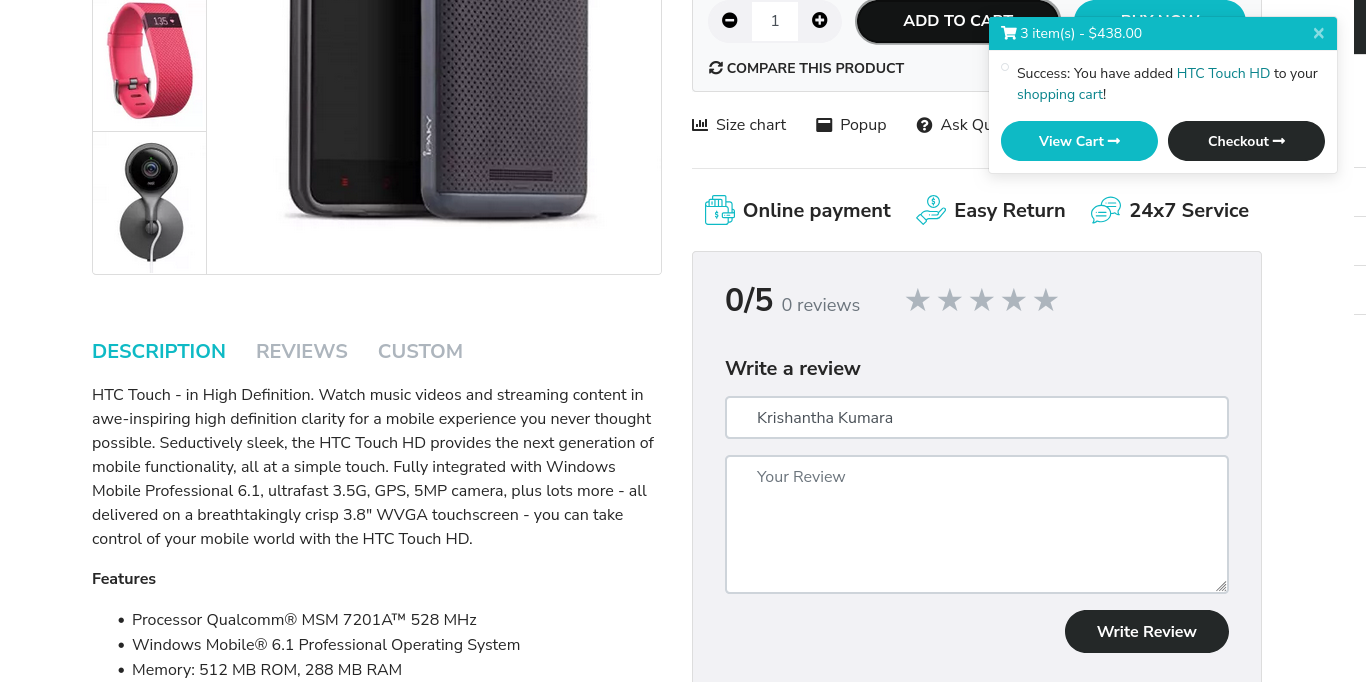 135
1
ADD TO CART
COMPARE THIS PRODUCT
3 item(s) - $438.00
×
Success: You have added HTC Touch HD to your
shopping cart!
View Cart
Checkout
Size chart
Popup
Ask Qu
Online payment
Easy Return
24x7 Service
0/5 0 reviews
Write a review
Krishantha Kumara
Your Review
Write Review
DESCRIPTION
REVIEWS
CUSTOM
HTC Touch - in High Definition. Watch music videos and streaming content in
awe-inspiring high definition clarity for a mobile experience you never thought
possible. Seductively sleek, the HTC Touch HD provides the next generation of
mobile functionality, all at a simple touch. Fully integrated with Windows
Mobile Professional 6.1, ultrafast 3.5G, GPS, 5MP camera, plus lots more - all
delivered on a breathtakingly crisp 3.8" WVGA touchscreen - you can take
control of your mobile world with the HTC Touch HD.
Features
• Processor Qualcomm® MSM 7201A™ 528 MHz
• Windows Mobile® 6.1 Professional Operating System
• Memory: 512 MB ROM, 288 MB RAM